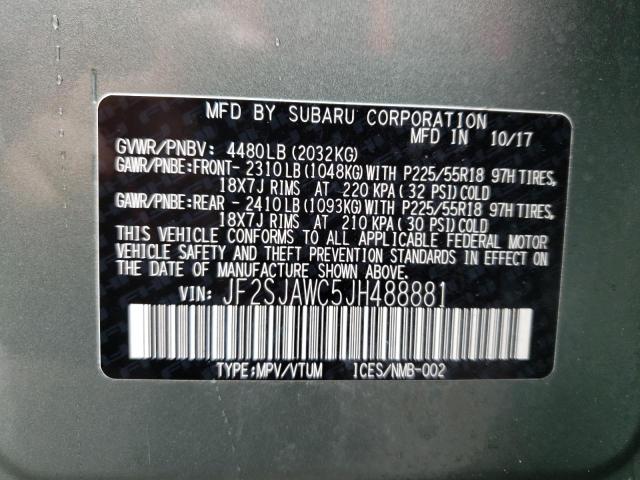 MFD BY SUBARU CORPORATION
MFD IN 10/17
GVWR/PNBV: 4480LB(2032KG)
GAWR/PNBE:FRONT- 2310LB(1048KG)WITH P225/55R18 97H TIRES,
18X7J RIMS AT 220 KPA(32 PSI)COLD
GAWR/PNBE:REAR - 2410LB(1093KG)WITH P225/55R18 97H TIRES,
18X7J RIMS AT 210 KPA(30 PSI)COLD
THIS VEHICLE CONFORMS TO ALL APPLICABLE FEDERAL MOTOR
VEHICLE SAFETY AND THEFT PREVENTION STANDARDS IN EFFECT ON
THE DATE OF MANUFACTURE SHOWN ABOVE.
VIN: JF2SJAWC5JH488881
TYPE:MPV/VTUM ICES/NMB-002